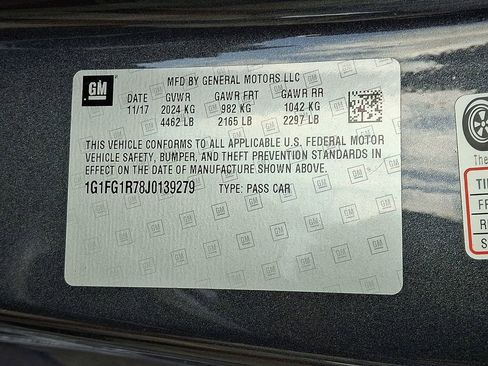 GM
MFD BY GENERAL MOTORS LLC
DATE GVWR GAWR FRT GAWR RR
11/17 2024 KG 982 KG 1042 KG
4462 LB 2165 LB 2297 LB
THIS VEHICLE CONFORMS TO ALL APPLICABLE U.S. FEDERAL MOTOR
VEHICLE SAFETY, BUMPER, AND THEFT PREVENTION STANDARDS IN
EFFECT ON THE DATE OF MANUFACTURE SHOWN ABOVE.
1G1FG1R78J0139279 TYPE: PASS CAR
The